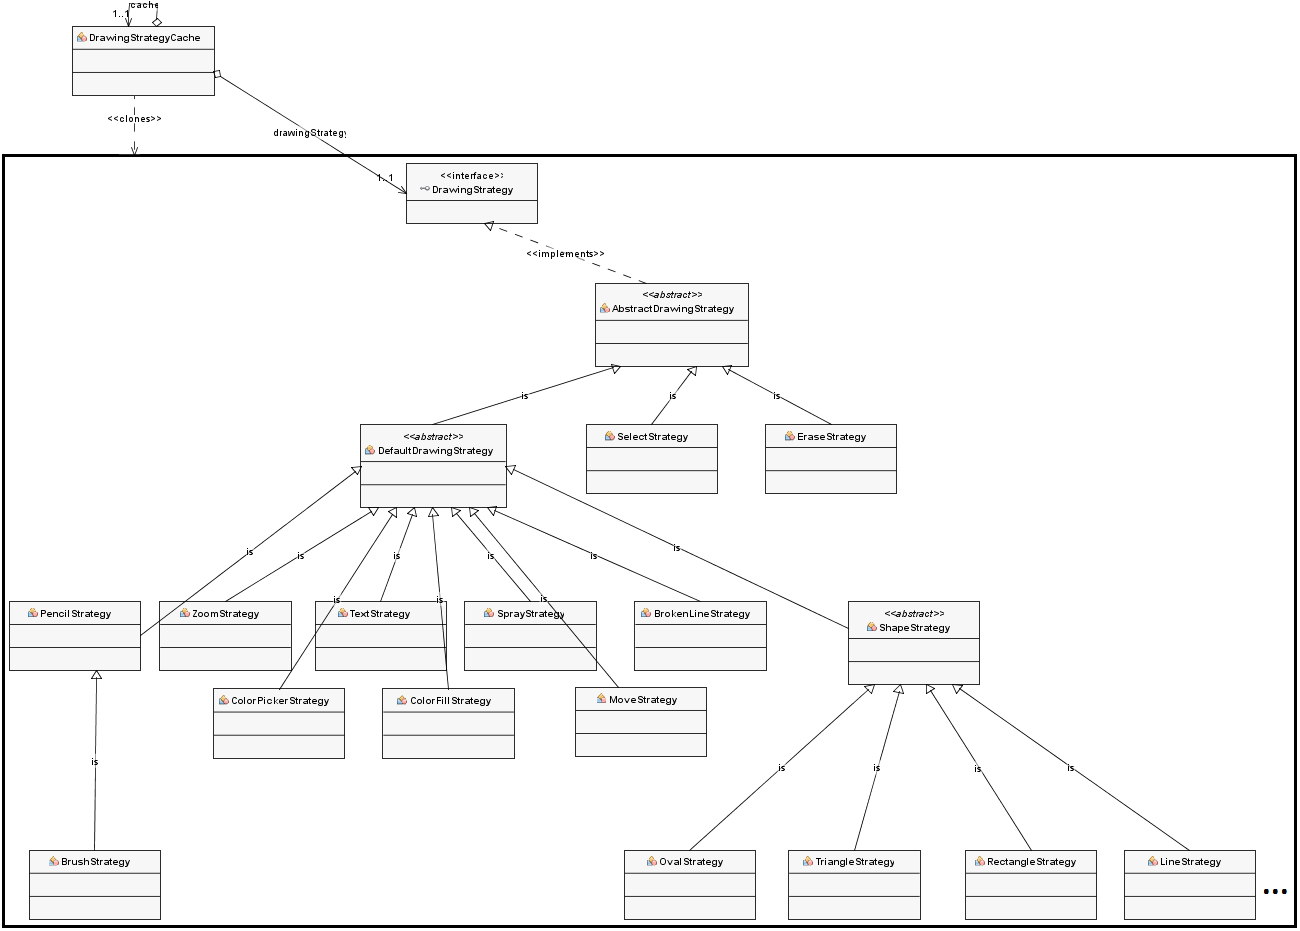 cache
1..1
DrawingStrategyCache
<<clones>>
drawingStrategy
1..1
<<interface>>
DrawingStrategy
<<implements>>
<<abstract>>
AbstractDrawingStrategy
is
is
is
<<abstract>>
DefaultDrawingStrategy
SelectStrategy
EraseStrategy
is
is
is
is
is
is
is
is
is
PencilStrategy
ZoomStrategy
TextStrategy
SprayStrategy
BrokenLineStrategy
<<abstract>>
ShapeStrategy
ColorPickerStrategy
ColorFillStrategy
MoveStrategy
is
is
is
is
is
BrushStrategy
OvalStrategy
TriangleStrategy
RectangleStrategy
LineStrategy
...